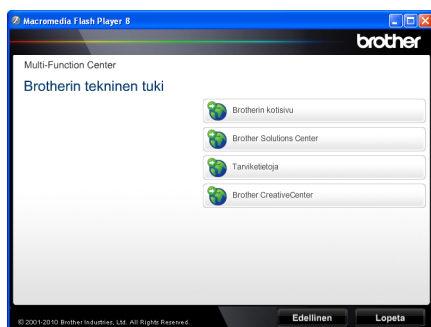 Macromedia Flash Player 8
brother
Multi-Function Center
Brotherin tekninen tuki
Brotherin kotisivu
Brother Solutions Center
Tarviketietoja
Brother CreativeCenter
© 2001-2010 Brother Industries, Ltd. All Rights Reserved.
Edellinen
Lopeta